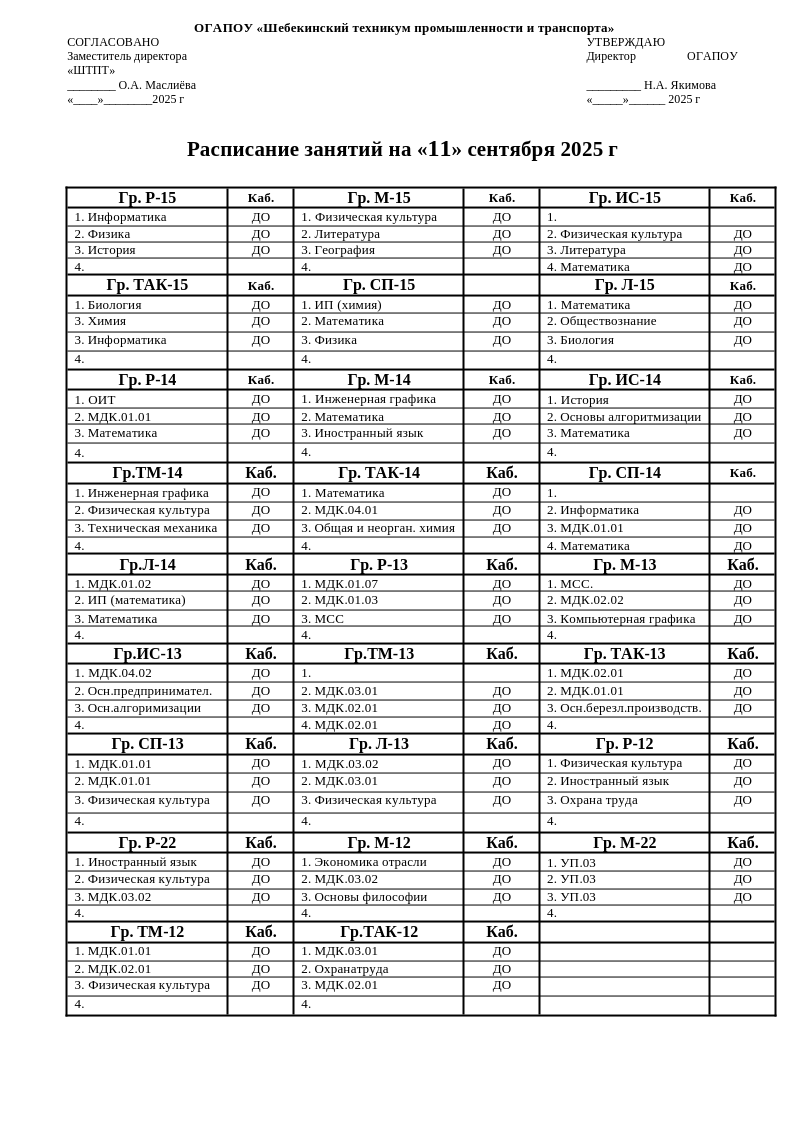 ОГАПОУ «Шебекинский техникум промышленности и транспорта»
СОГЛАСОВАНО УТВЕРЖДАЮ
Заместитель директора Директор ОГАПОУ
«ШТПТ»
________ О.А. Маслиёва _________ Н.А. Якимова
«____»________2025 г «_____»______ 2025 г
Расписание занятий на «11» сентября 2025 г
Гр. Р-15 Каб. Гр. М-15 Каб. Гр. ИС-15 Каб.
1. Информатика ДО 1. Физическая культура ДО 1.
2. Физика ДО 2. Литература ДО 2. Физическая культура ДО
3. История ДО 3. География ДО 3. Литература ДО
4. 4. 4. Математика ДО
Гр. ТАК-15 Каб. Гр. СП-15 Гр. Л-15 Каб.
1. Биология ДО 1. ИП (химия) ДО 1. Математика ДО
3. Химия ДО 2. Математика ДО 2. Обществознание ДО
3. Информатика ДО 3. Физика ДО 3. Биология ДО
4. 4. 4.
Гр. Р-14 Каб. Гр. М-14 Каб. Гр. ИС-14 Каб.
1. ОИТ ДО 1. Инженерная графика ДО 1. История ДО
2. МДК.01.01 ДО 2. Математика ДО 2. Основы алгоритмизации ДО
3. Математика ДО 3. Иностранный язык ДО 3. Математика ДО
4. 4. 4.
Гр.ТМ-14 Каб. Гр. ТАК-14 Каб. Гр. СП-14 Каб.
1. Инженерная графика ДО 1. Математика ДО 1.
2. Физическая культура ДО 2. МДК.04.01 ДО 2. Информатика ДО
3. Техническая механика ДО 3. Общая и неорган. химия ДО 3. МДК.01.01 ДО
4. 4. 4. Математика ДО
Гр.Л-14 Каб. Гр. Р-13 Каб. Гр. М-13 Каб.
1. МДК.01.02 ДО 1. МДК.01.07 ДО 1. МСС. ДО
2. ИП (математика) ДО 2. МДК.01.03 ДО 2. МДК.02.02 ДО
3. Математика ДО 3. МСС ДО 3. Компьютерная графика ДО
4. 4. 4.
Гр.ИС-13 Каб. Гр.ТМ-13 Каб. Гр. ТАК-13 Каб.
1. МДК.04.02 ДО 1. 1. МДК.02.01 ДО
2. Осн.предпринимател. ДО 2. МДК.03.01 ДО 2. МДК.01.01 ДО
3. Осн.алгоримизации ДО 3. МДК.02.01 ДО 3. Осн.березл.производств. ДО
4. 4. МДК.02.01 ДО 4.
Гр. СП-13 Каб. Гр. Л-13 Каб. Гр. Р-12 Каб.
1. МДК.01.01 ДО 1. МДК.03.02 ДО 1. Физическая культура ДО
2. МДК.01.01 ДО 2. МДК.03.01 ДО 2. Иностранный язык ДО
3. Физическая культура ДО 3. Физическая культура ДО 3. Охрана труда ДО
4. 4. 4.
Гр. Р-22 Каб. Гр. М-12 Каб. Гр. М-22 Каб.
1. Иностранный язык ДО 1. Экономика отрасли ДО 1. УП.03 ДО
2. Физическая культура ДО 2. МДК.03.02 ДО 2. УП.03 ДО
3. МДК.03.02 ДО 3. Основы философии ДО 3. УП.03 ДО
4. 4. 4.
Гр. ТМ-12 Каб. Гр.ТАК-12 Каб.
1. МДК.01.01 ДО 1. МДК.03.01 ДО
2. МДК.02.01 ДО 2. Охранатруда ДО
3. Физическая культура ДО 3. МДК.02.01 ДО
4. 4.